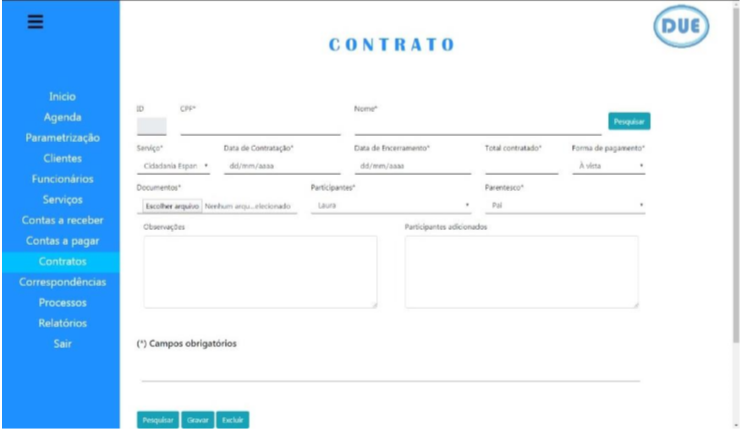 ☰
DUE
CONTRATO
Inicio
Agenda
Parametrização
Clientes
Funcionários
Serviços
Contas a receber
Contas a pagar
Contratos
Correspondências
Processos
Relatórios
Sair
ID CPF* Nome*
Pesquisar
Serviço* Data de Contratação* Data de Encerramento* Total contratado* Forma de pagamento*
Cidadania Espan dd/mm/aaaa dd/mm/aaaa À vista
Documentos* Participantes* Parentesco*
Escolher arquivo Nenhum arqu...elecionado Laura Pai
Observações Participantes adicionados
(*) Campos obrigatórios
Pesquisar Gravar Excluir